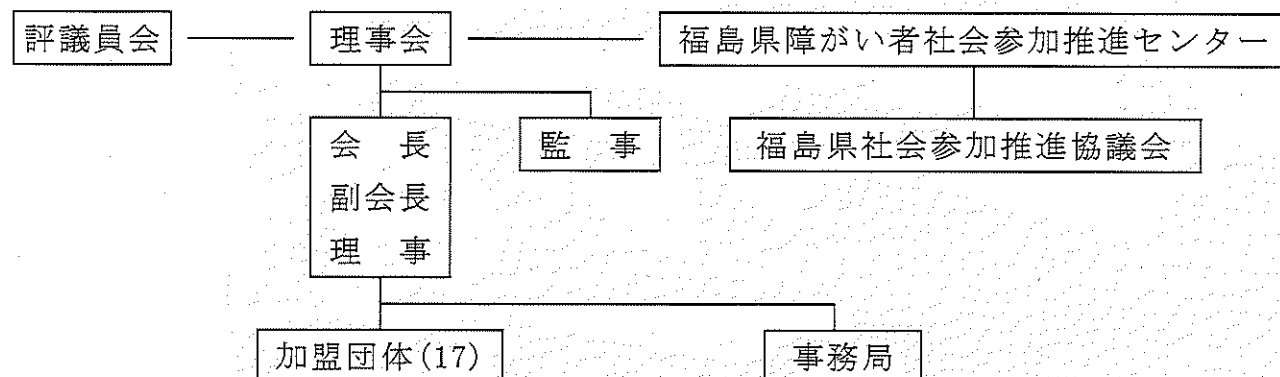 評議員会
理事会
福島県障がい者社会参加推進センター
会 長
副会長
理 事
監 事
福島県社会参加推進協議会
加盟団体(17)
事務局